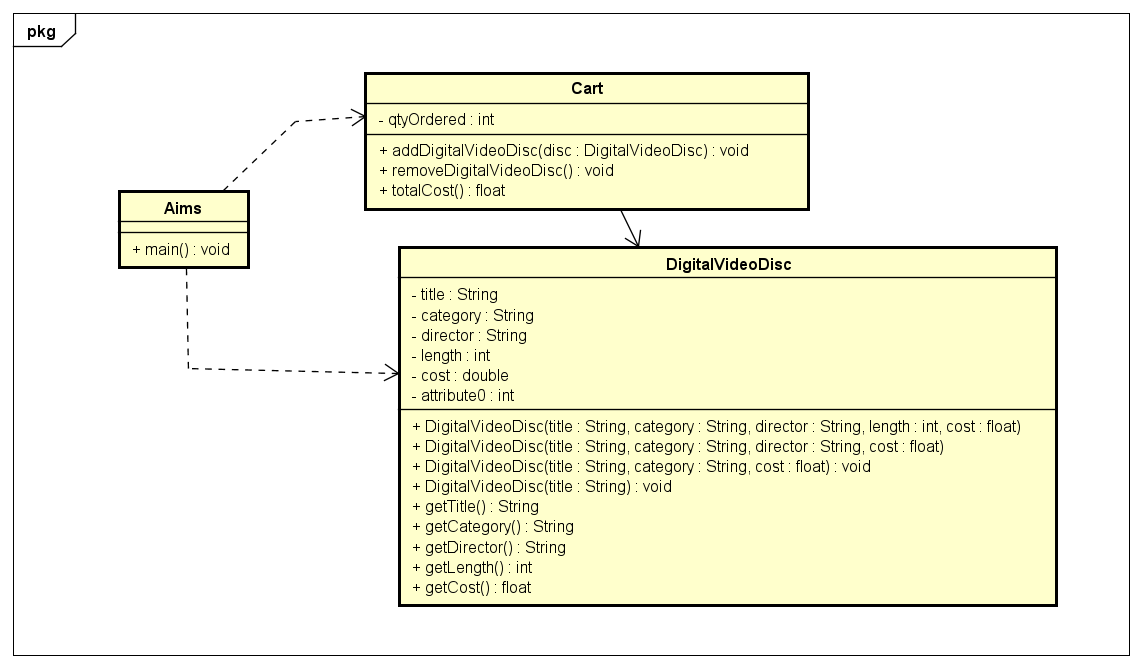 pkg
Cart
- qtyOrdered : int
+ addDigitalVideoDisc(disc : DigitalVideoDisc) : void
+ removeDigitalVideoDisc() : void
+ totalCost() : float
Aims
+ main() : void
DigitalVideoDisc
- title : String
- category : String
- director : String
- length : int
- cost : double
- attribute0 : int
+ DigitalVideoDisc(title : String, category : String, director : String, length : int, cost : float)
+ DigitalVideoDisc(title : String, category : String, director : String, cost : float)
+ DigitalVideoDisc(title : String, category : String, cost : float) : void
+ DigitalVideoDisc(title : String) : void
+ getTitle() : String
+ getCategory() : String
+ getDirector() : String
+ getLength() : int
+ getCost() : float